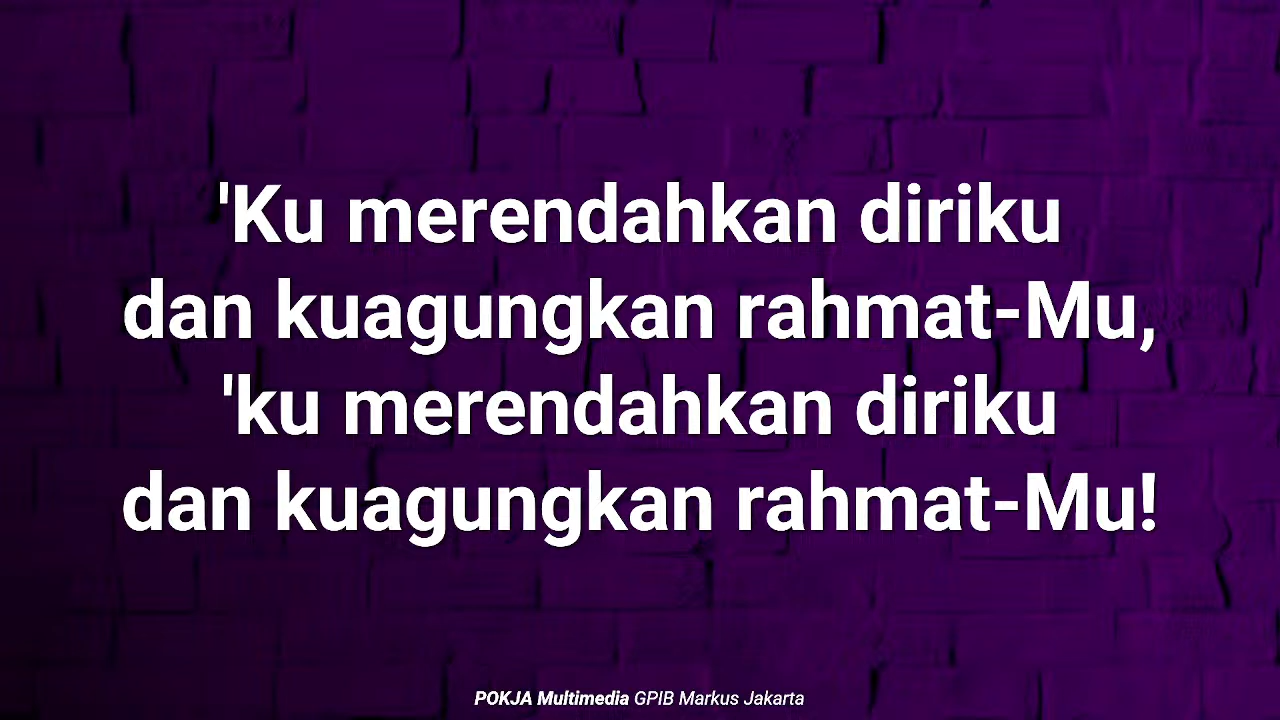 'Ku merendahkan diriku
dan kuagungkan rahmat-Mu,
'ku merendahkan diriku
dan kuagungkan rahmat-Mu!
POKJA Multimedia GPIB Markus Jakarta